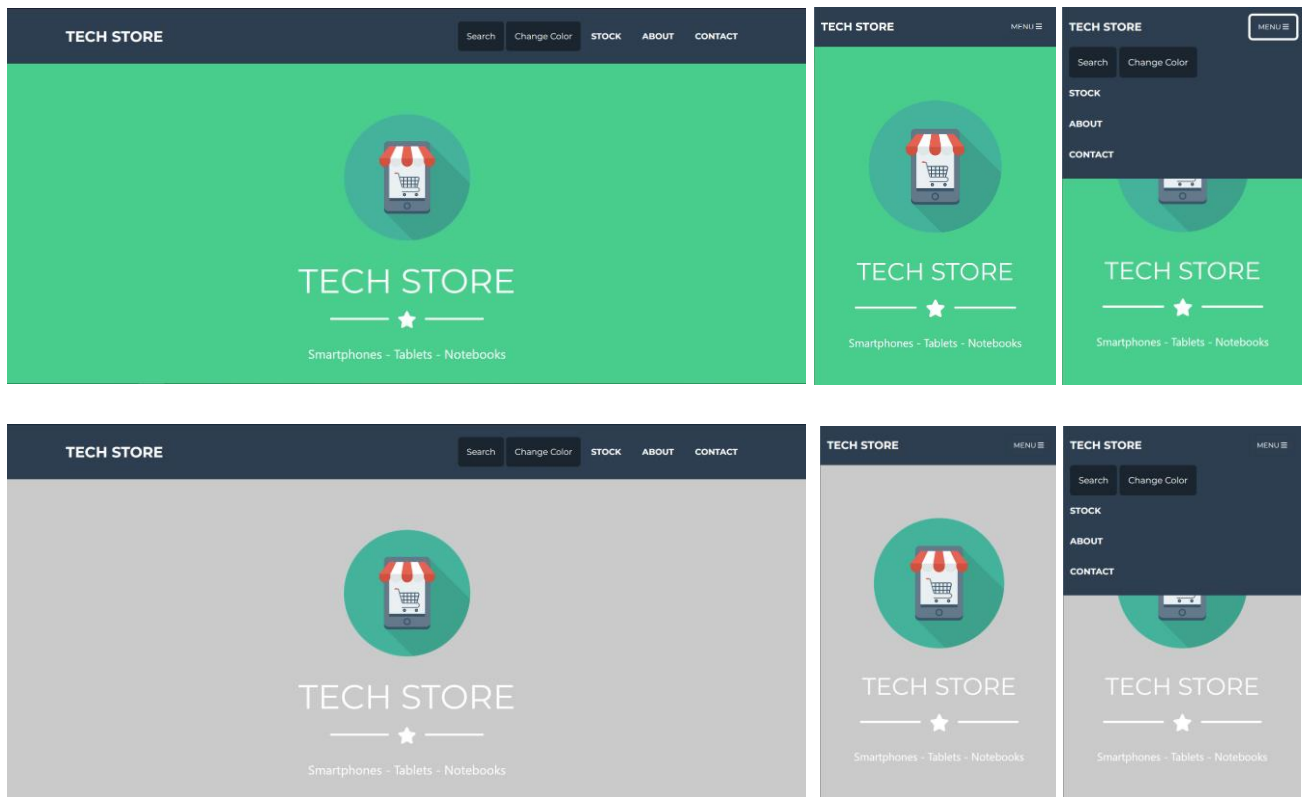 TECH STORE Search Change Color STOCK ABOUT CONTACT
TECH STORE
Smartphones - Tablets - Notebooks
TECH STORE MENU
TECH STORE
Smartphones - Tablets - Notebooks
TECH STORE MENU
Search Change Color
STOCK
ABOUT
CONTACT
TECH STORE
Smartphones - Tablets - Notebooks
TECH STORE Search Change Color STOCK ABOUT CONTACT
TECH STORE
Smartphones - Tablets - Notebooks
TECH STORE MENU
TECH STORE
Smartphones - Tablets - Notebooks
TECH STORE MENU
Search Change Color
STOCK
ABOUT
CONTACT
TECH STORE
Smartphones - Tablets - Notebooks